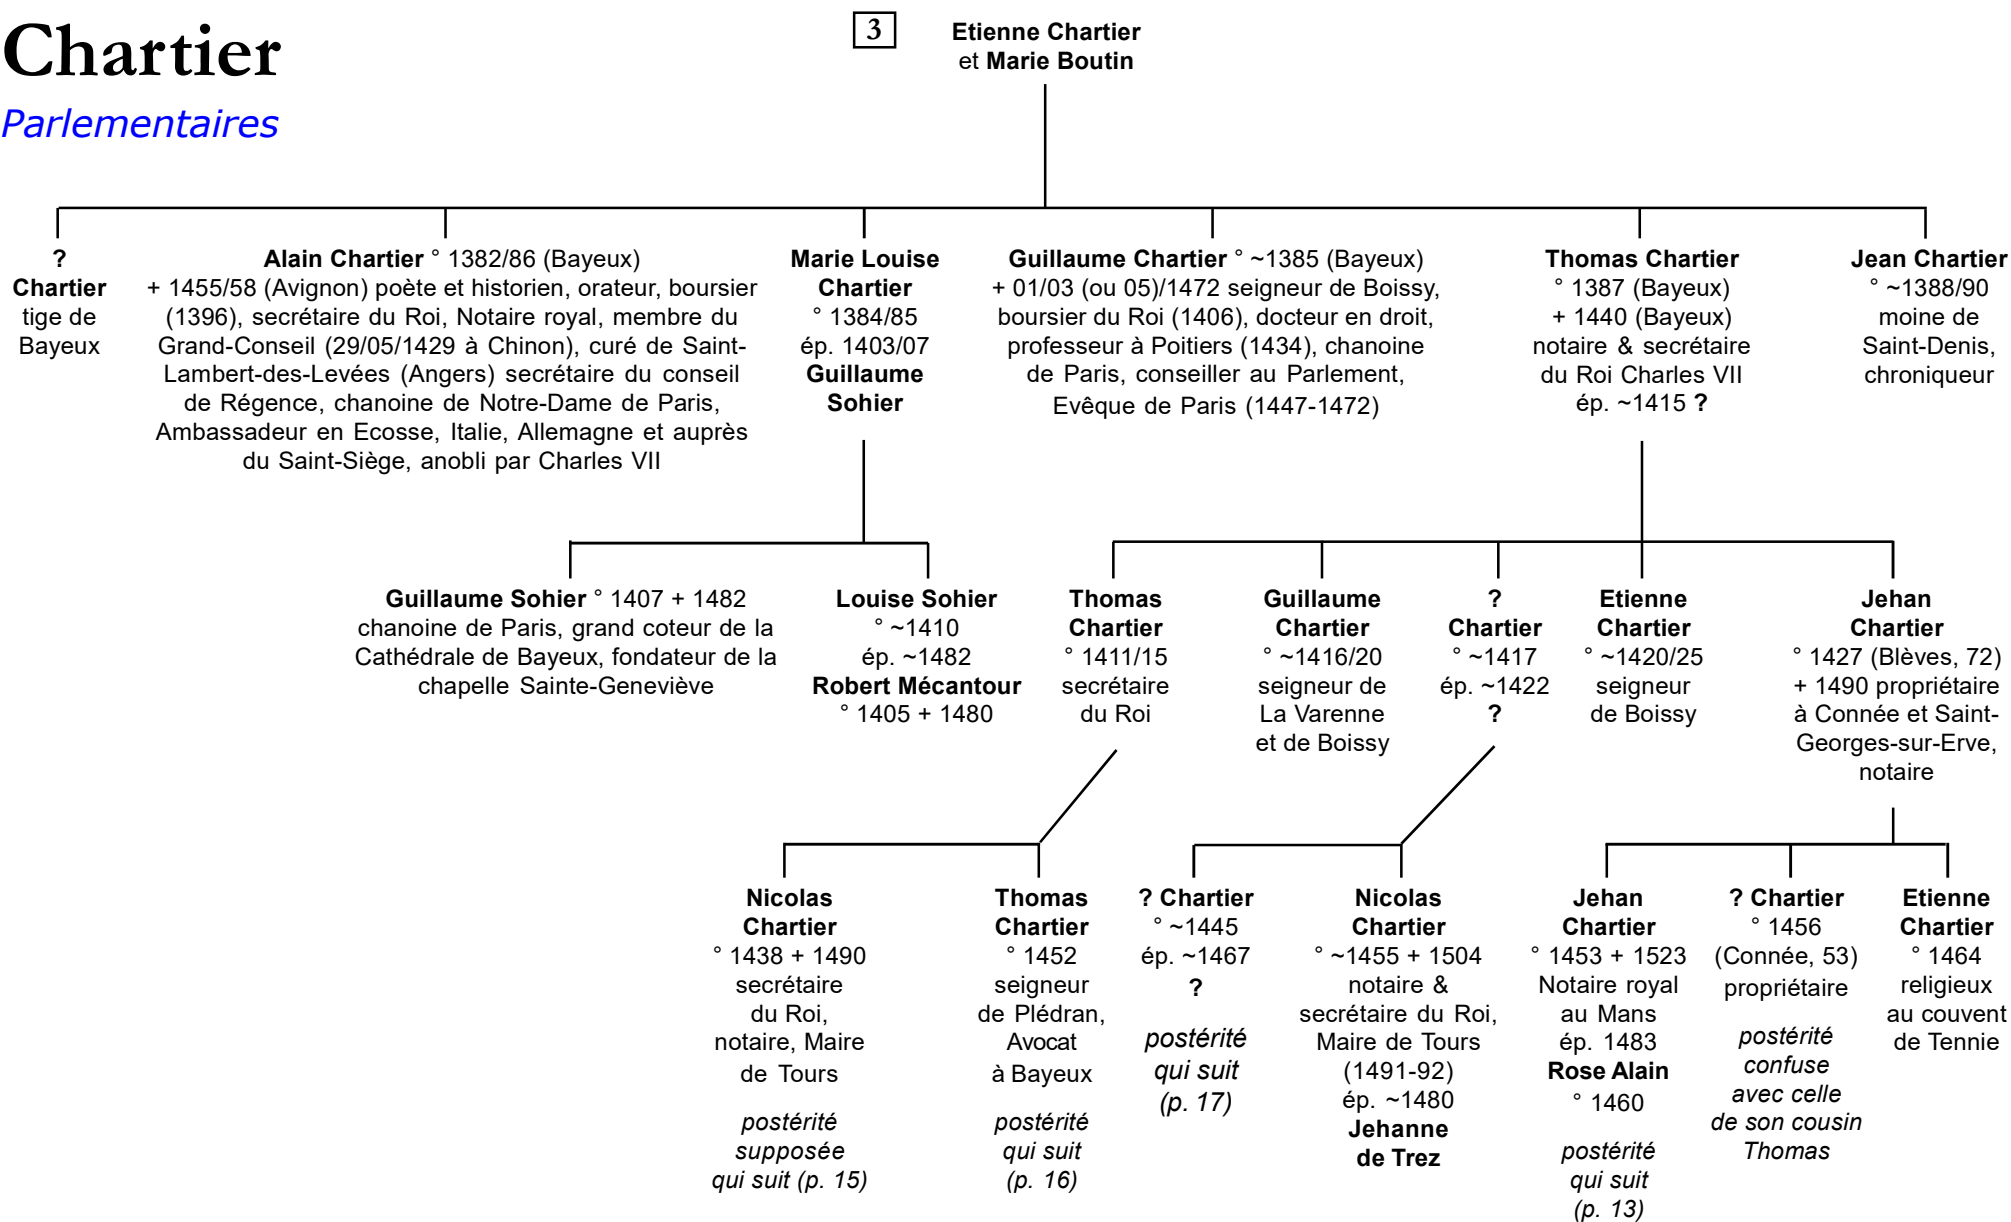 Chartier
Parlementaires
3
Etienne Chartier
et Marie Boutin
?
Chartier
tige de
Bayeux
Alain Chartier ° 1382/86 (Bayeux)
+ 1455/58 (Avignon) poète et historien, orateur, boursier
(1396), secrétaire du Roi, Notaire royal, membre du
Grand-Conseil (29/05/1429 à Chinon), curé de Saint-
Lambert-des-Levées (Angers) secrétaire du conseil
de Régence, chanoine de Notre-Dame de Paris,
Ambassadeur en Ecosse, Italie, Allemagne et auprès
du Saint-Siège, anobli par Charles VII
Marie Louise
Chartier
° 1384/85
ép. 1403/07
Guillaume
Sohier
Guillaume Chartier ° ~1385 (Bayeux)
+ 01/03 (ou 05)/1472 seigneur de Boissy,
boursier du Roi (1406), docteur en droit,
professeur à Poitiers (1434), chanoine
de Paris, conseiller au Parlement,
Evêque de Paris (1447-1472)
Thomas Chartier
° 1387 (Bayeux)
+ 1440 (Bayeux)
notaire & secrétaire
du Roi Charles VII
ép. ~1415 ?
Jean Chartier
° ~1388/90
moine de
Saint-Denis,
chroniqueur
Guillaume Sohier ° 1407 + 1482
chanoine de Paris, grand coteur de la
Cathédrale de Bayeux, fondateur de la
chapelle Sainte-Geneviève
Louise Sohier
° ~1410
ép. ~1482
Robert Mécantour
° 1405 + 1480
Thomas
Chartier
° 1411/15
secrétaire
du Roi
Guillaume
Chartier
° ~1416/20
seigneur de
La Varenne
et de Boissy
?
Chartier
° ~1417
ép. ~1422
?
Etienne
Chartier
° ~1420/25
seigneur
de Boissy
Jehan
Chartier
° 1427 (Blèves, 72)
+ 1490 propriétaire
à Connée et Saint-
Georges-sur-Erve,
notaire
Nicolas
Chartier
° 1438 + 1490
secrétaire
du Roi,
notaire, Maire
de Tours
postérité
supposée
qui suit (p. 15)
Thomas
Chartier
° 1452
seigneur
de Plédran,
Avocat
à Bayeux
postérité
qui suit
(p. 16)
? Chartier
° ~1445
ép. ~1467
?
postérité
qui suit
(p. 17)
Nicolas
Chartier
° ~1455 + 1504
notaire &
secrétaire du Roi,
Maire de Tours
(1491-92)
ép. ~1480
Jehanne
de Trez
Jehan
Chartier
° 1453 + 1523
Notaire royal
au Mans
ép. 1483
Rose Alain
° 1460
postérité
qui suit
(p. 13)
? Chartier
° 1456
(Connée, 53)
propriétaire
postérité
confuse
avec celle
de son cousin
Thomas
Etienne
Chartier
° 1464
religieux
au couvent
de Tennie